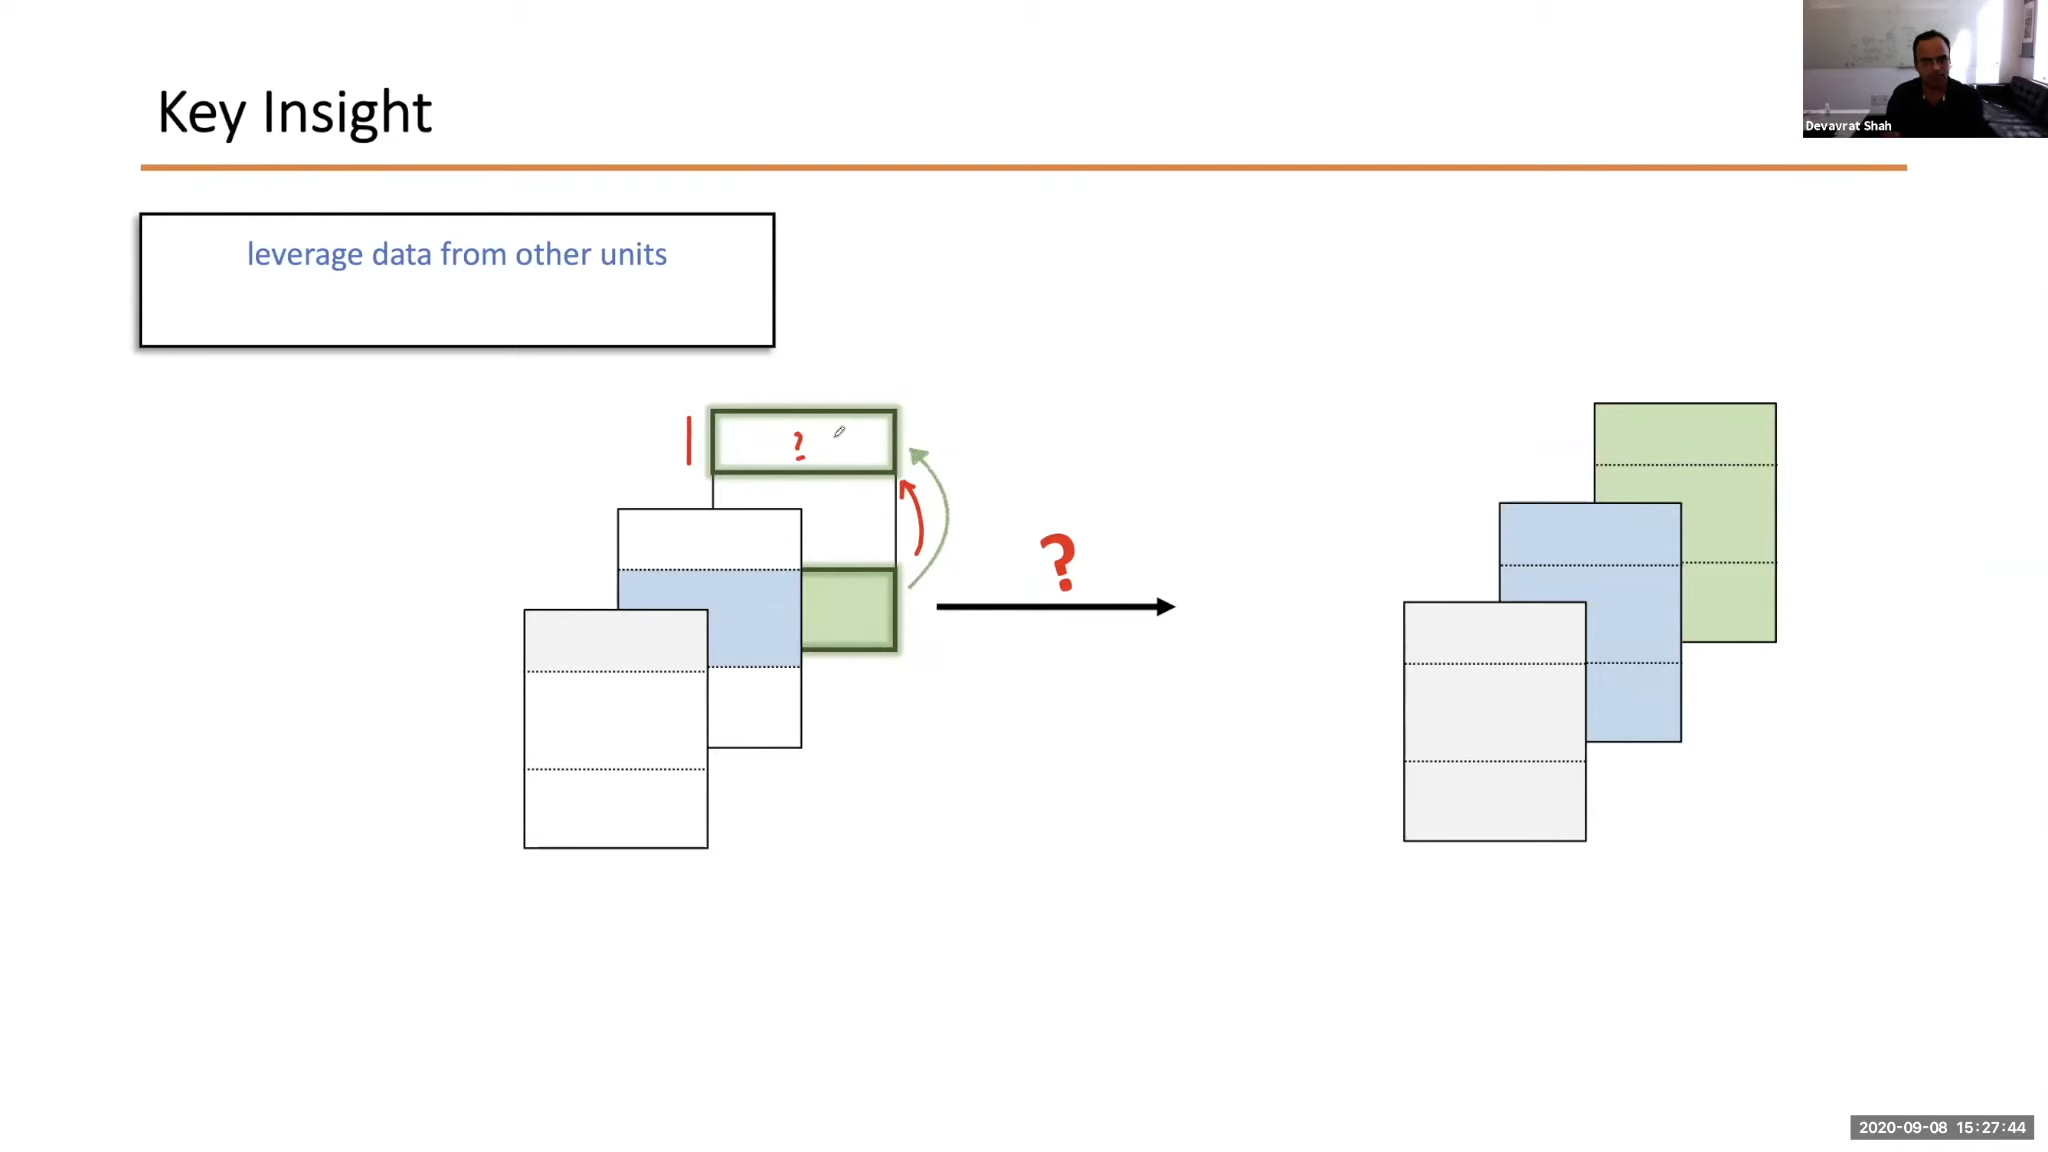 Key Insight
Devavrat Shah
leverage data from other units
?
?
2020-09-08 15:27:44